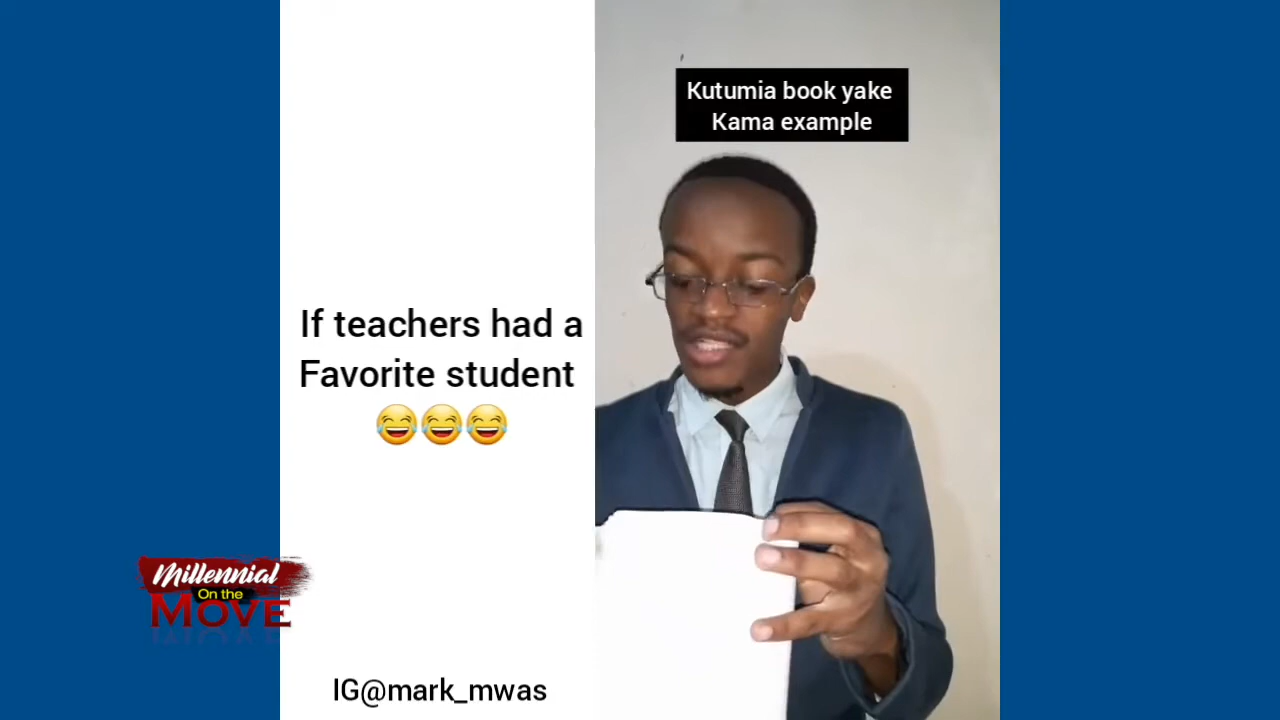 Kutumia book yake
Kama example
If teachers had a
Favorite student
😂😂😂
Millennial
On the
MOVE
IG@mark_mwas